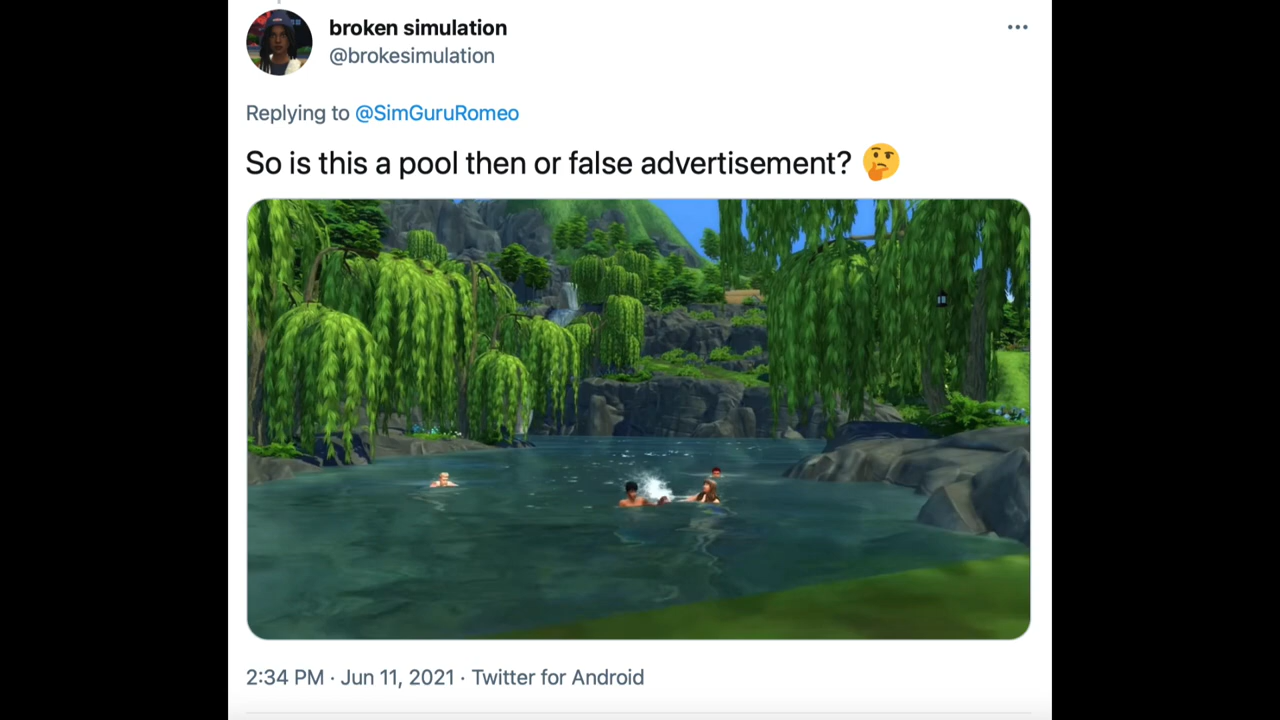 broken simulation
@brokesimulation
Replying to @SimGuruRomeo
So is this a pool then or false advertisement? 🤔
2:34 PM · Jun 11, 2021 · Twitter for Android